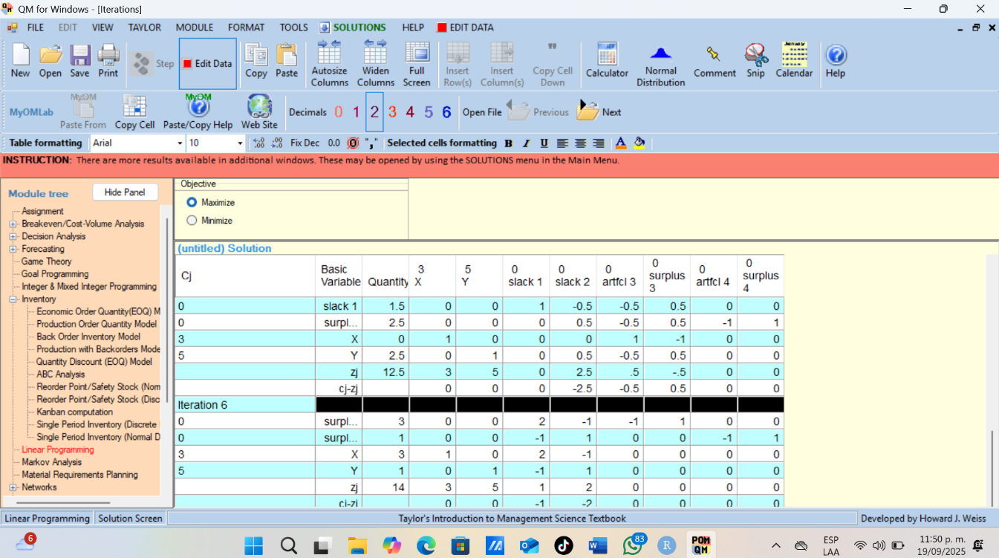 QM for Windows - [Iterations]
FILE EDIT VIEW TAYLOR MODULE FORMAT TOOLS SOLUTIONS HELP EDIT DATA
New Open Save Print Step Edit Data Copy Paste Autosize Columns Widen Columns Full Screen Insert Row(s) Insert Column(s) Copy Cell Down Calculator Normal Distribution Comment Snip Calendar Help
MyOMLab Paste From Copy Cell Paste/Copy Help Web Site Decimals 0 1 2 3 4 5 6 Open File Previous Next
Table formatting Arial 10 Fix Dec 0.0 "," Selected cells formatting B I U A
INSTRUCTION: There are more results available in additional windows. These may be opened by using the SOLUTIONS menu in the Main Menu.
Module tree Hide Panel
Assignment
Breakeven/Cost-Volume Analysis
Decision Analysis
Forecasting
Game Theory
Goal Programming
Integer & Mixed Integer Programming
Inventory
Economic Order Quantity(EOQ) M
Production Order Quantity Model
Back Order Inventory Model
Production with Backorders Mode
Quantity Discount (EOQ) Model
ABC Analysis
Reorder Point/Safety Stock (Nom
Reorder Point/Safety Stock (Disc
Kanban computation
Single Period Inventory (Discrete
Single Period Inventory (Normal D
Linear Programming
Markov Analysis
Material Requirements Planning
Networks
Objective
Maximize
Minimize
(untitled) Solution
Cj Basic Variable Quantity 3 X 5 Y 0 slack 1 0 slack 2 0 artfcl 3 0 surplus 3 0 artfcl 4 0 surplus 4
0 slack 1 1.5 0 0 1 -0.5 -0.5 0.5 0 0
0 surpl... 2.5 0 0 0 0.5 -0.5 0.5 -1 1
3 X 0 1 0 0 0 1 -1 0 0
5 Y 2.5 0 1 0 0.5 -0.5 0.5 0 0
zj 12.5 3 5 0 2.5 .5 -.5 0 0
cj-zj 0 0 0 -2.5 -0.5 0.5 0 0
Iteration 6
0 surpl... 3 0 0 2 -1 -1 1 0 0
0 surpl... 1 0 0 -1 1 0 0 -1 1
3 X 3 1 0 2 -1 0 0 0 0
5 Y 1 0 1 -1 1 0 0 0 0
zj 14 3 5 1 2 0 0 0 0
cj-zj 0 0 -1 -2 0 0 0 0
Linear Programming Solution Screen Taylor's Introduction to Management Science Textbook Developed by Howard J. Weiss
6 83 R POM QM ESP LAA 11:50 p. m. 19/09/2025